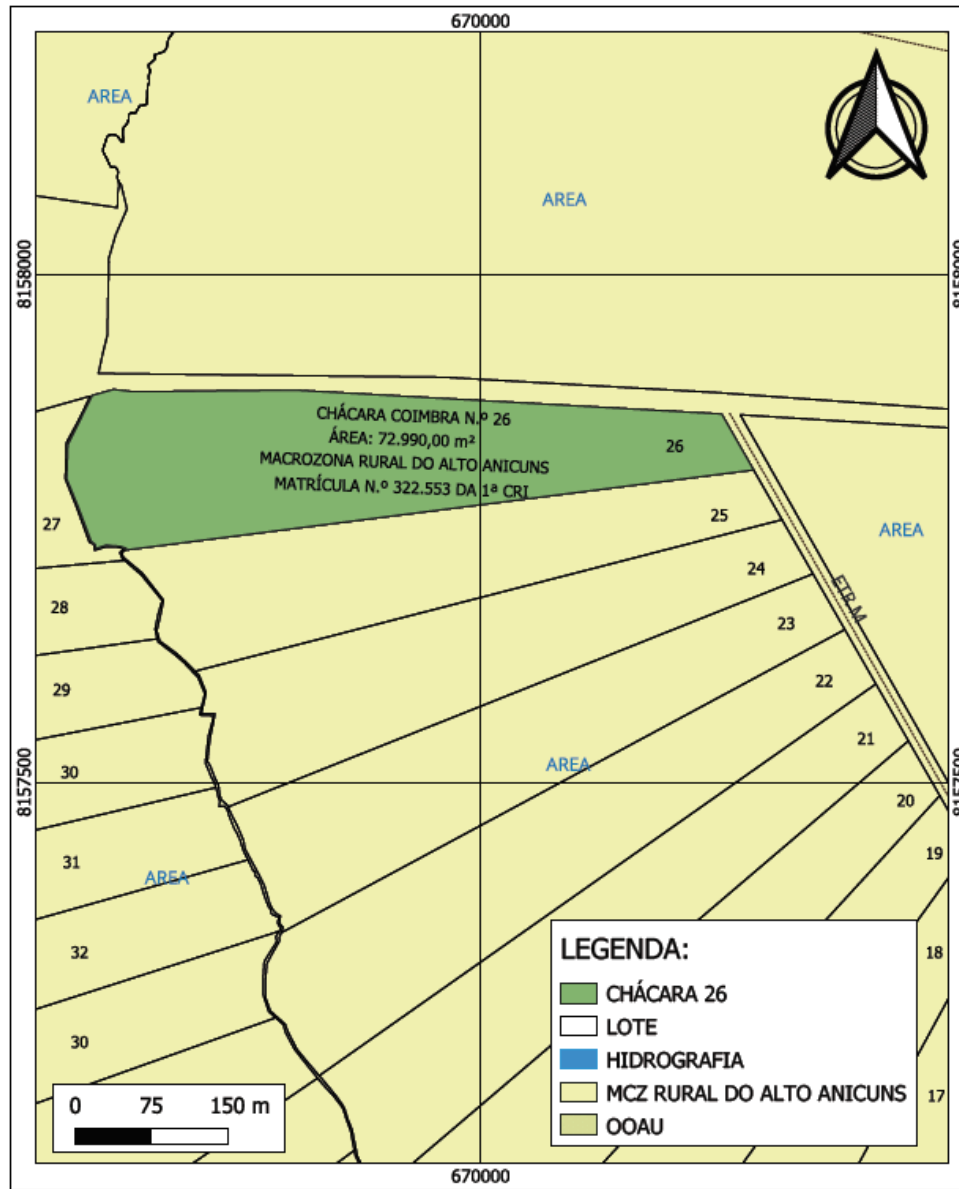 670000
AREA
AREA
8158000
8158000
CHÁCARA COIMBRA N.º 26
ÁREA: 72.990,00 m²
MACROZONA RURAL DO ALTO ANICUNS
MATRÍCULA N.º 322.553 DA 1ª CRI
26
27
25
AREA
24
28
ETR M
23
22
29
21
AREA
30
8157500
8157500
20
31
19
AREA
32
18
30
17
LEGENDA:
CHÁCARA 26
LOTE
HIDROGRAFIA
MCZ RURAL DO ALTO ANICUNS
OOAU
0 75 150 m
670000